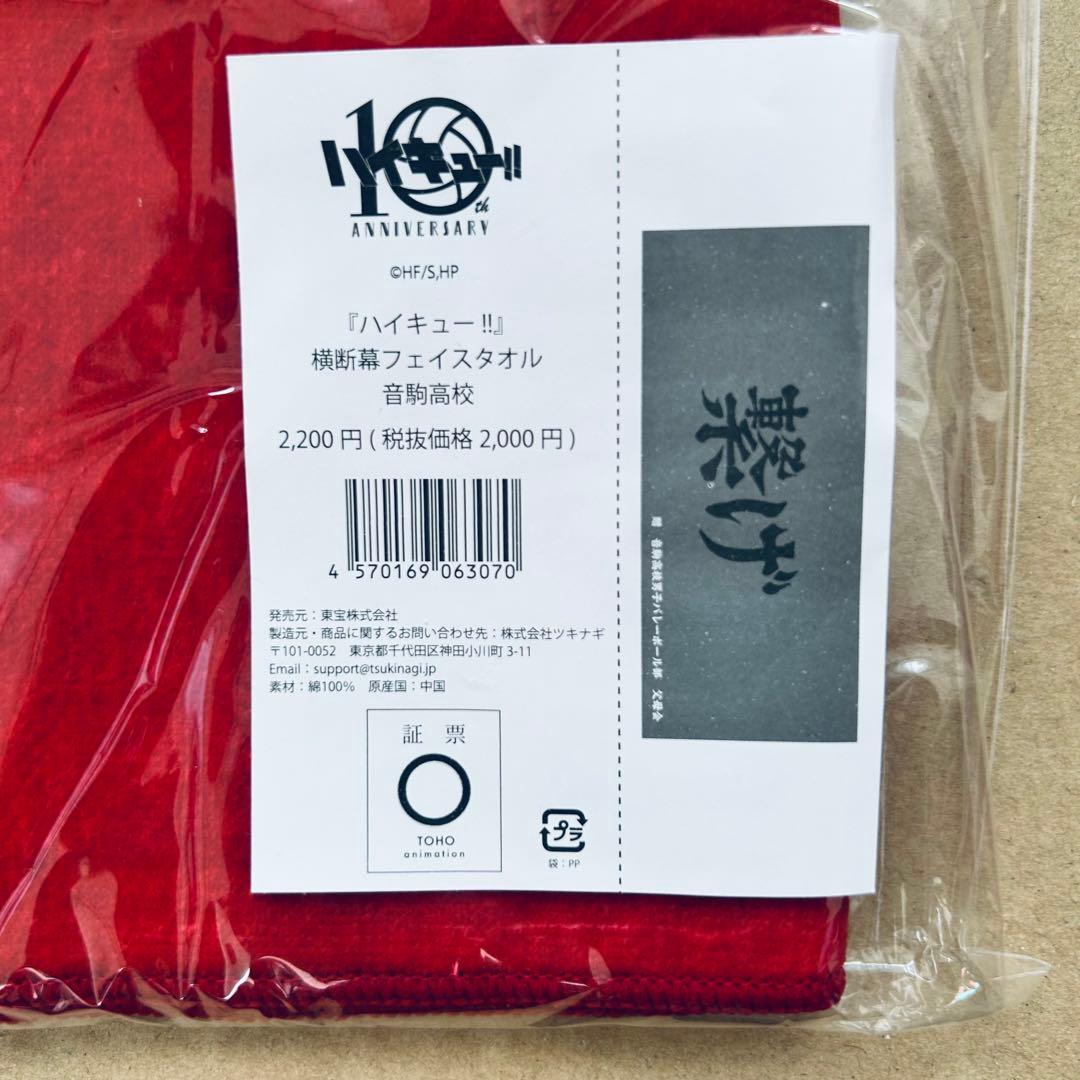 10th
ハイキュー!!
ANNIVERSARY
©HF/S,HP
『ハイキュー!!』
横断幕フェイスタオル
音駒高校
2,200 円 ( 税抜価格 2,000 円 )
4 570169 063070
発売元：東宝株式会社
製造元・商品に関するお問い合わせ先：株式会社ツキナギ
〒101-0052　東京都千代田区神田小川町 3-11
Email：support@tsukinagi.jp
素材：綿100%　原産国：中国
証 票
TOHO
animation
プラ
袋：PP
繋げ
贈　音駒高校男子バレーボール部　父母会